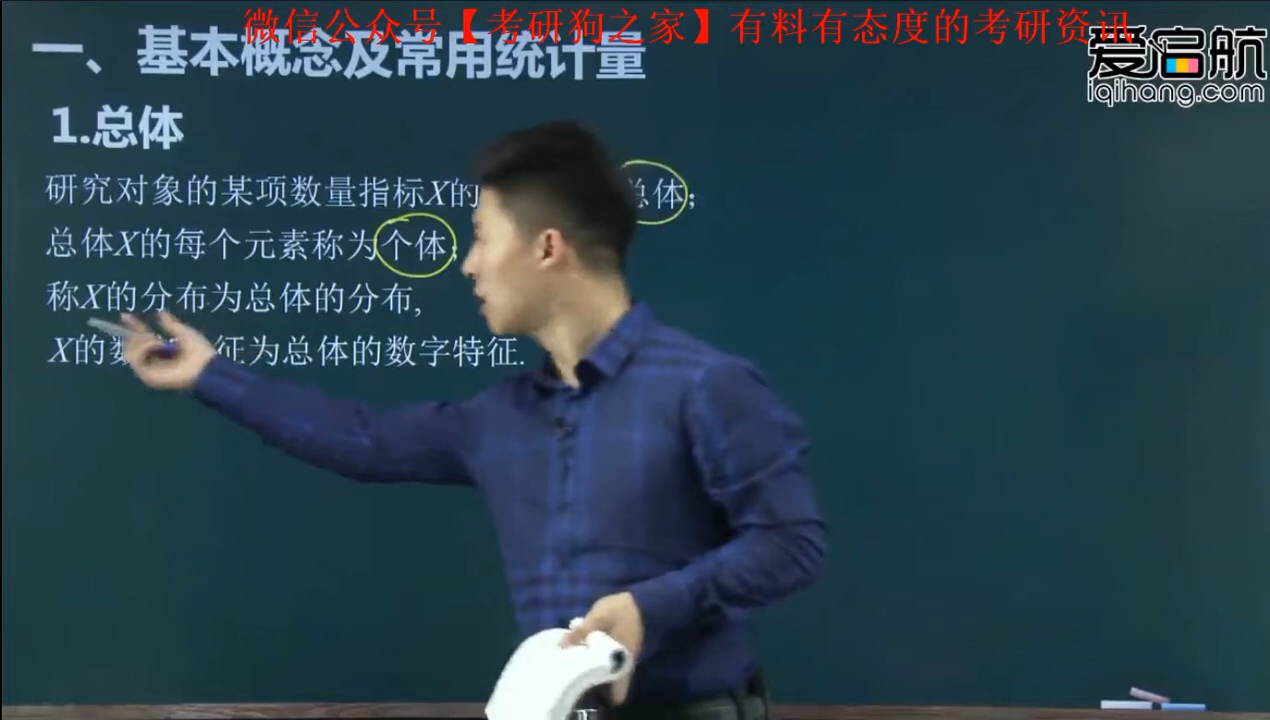 微信公众号【考研狗之家】有料有态度的考研资讯
爱启航
iqihang.com
一、基本概念及常用统计量
1.总体
研究对象的某项数量指标X的 总体;
总体X的每个元素称为个体;
称X的分布为总体的分布,
X的数 征为总体的数字特征.